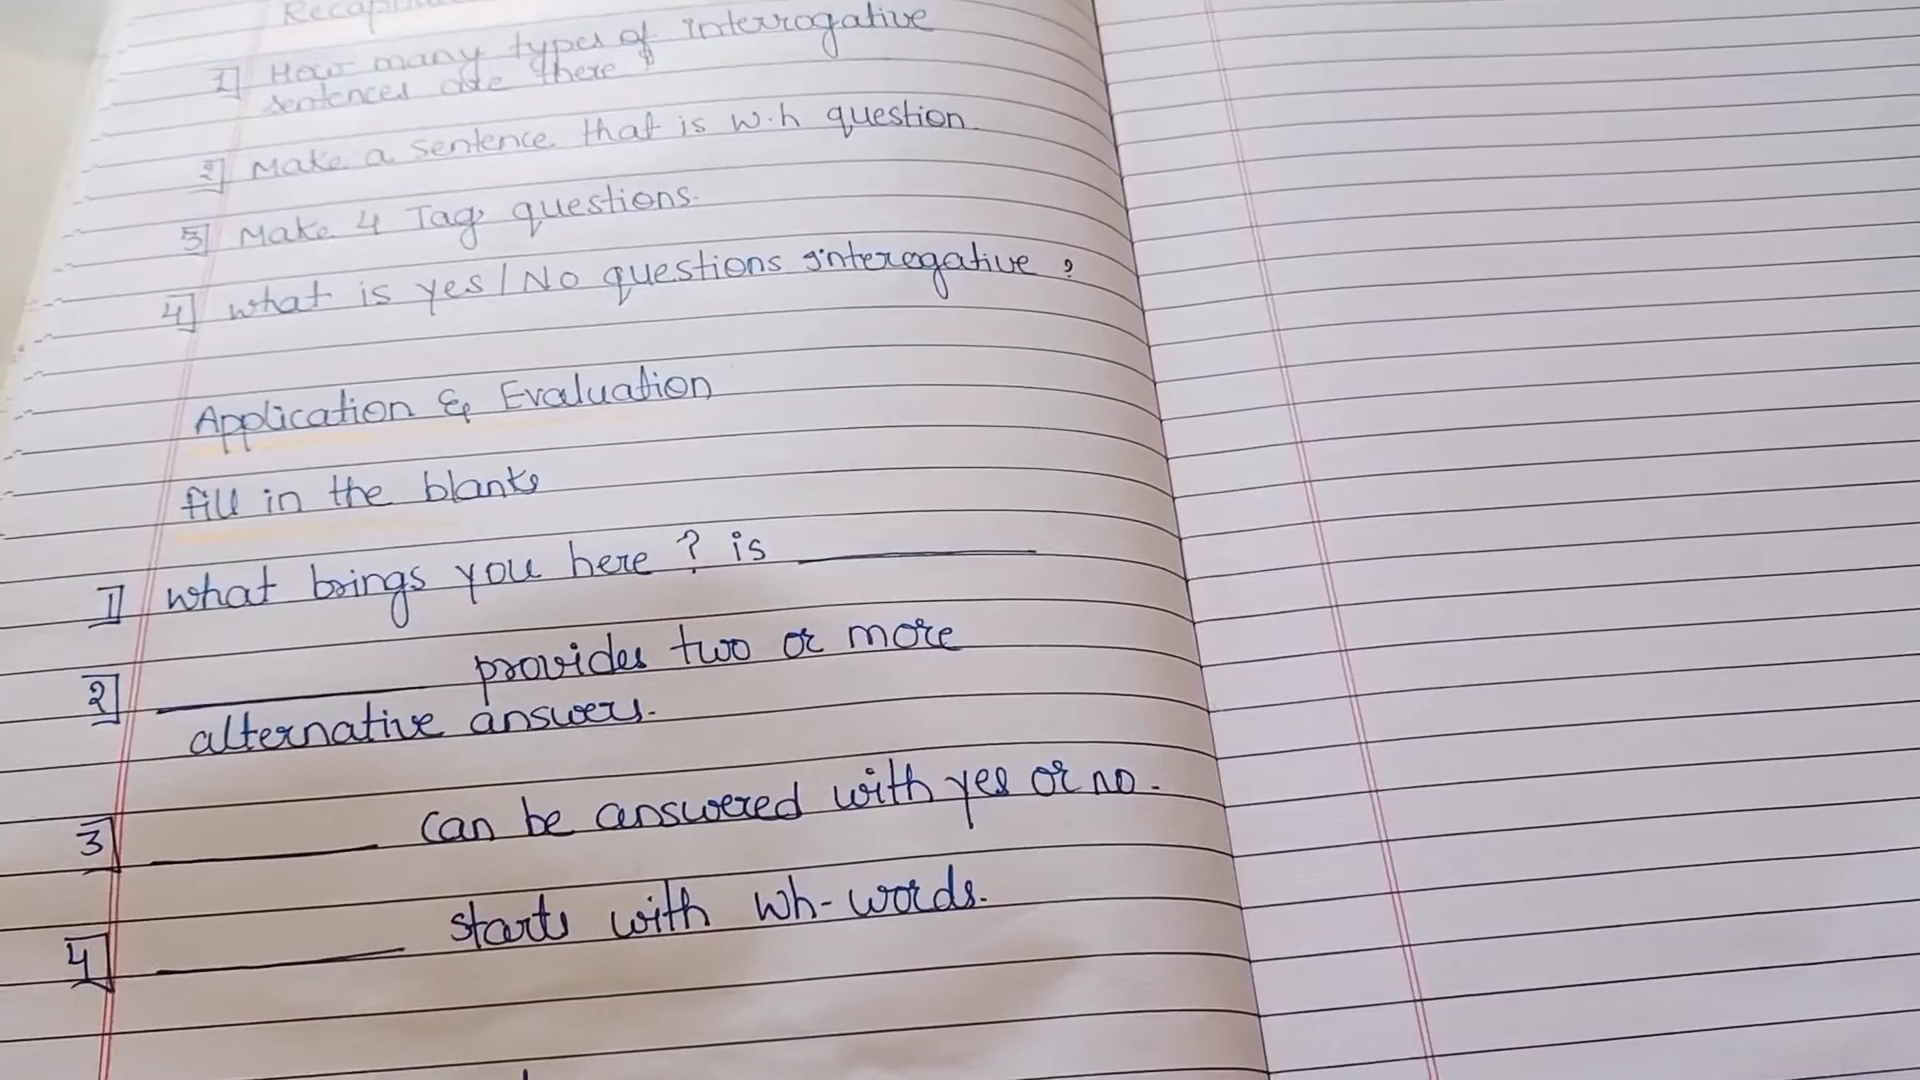 1] How many types of interrogative
sentences are there ?
2] Make a sentence that is w.h question.
3] Make 4 Tag questions.
4] what is yes/No questions interegative ?
Application & Evaluation
fill in the blanks
1] what brings you here ? is ________
2] ________ provides two or more
alternative answers.
3] ________ can be answered with yes or no.
4] ________ starts with wh-words.